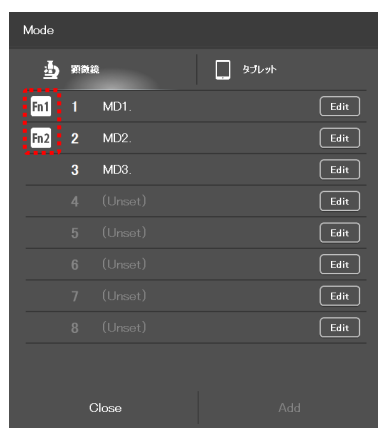 Mode
顕微鏡 タブレット
Fn1 1 MD1. Edit
Fn2 2 MD2. Edit
3 MD3. Edit
4 (Unset) Edit
5 (Unset) Edit
6 (Unset) Edit
7 (Unset) Edit
8 (Unset) Edit
Close Add